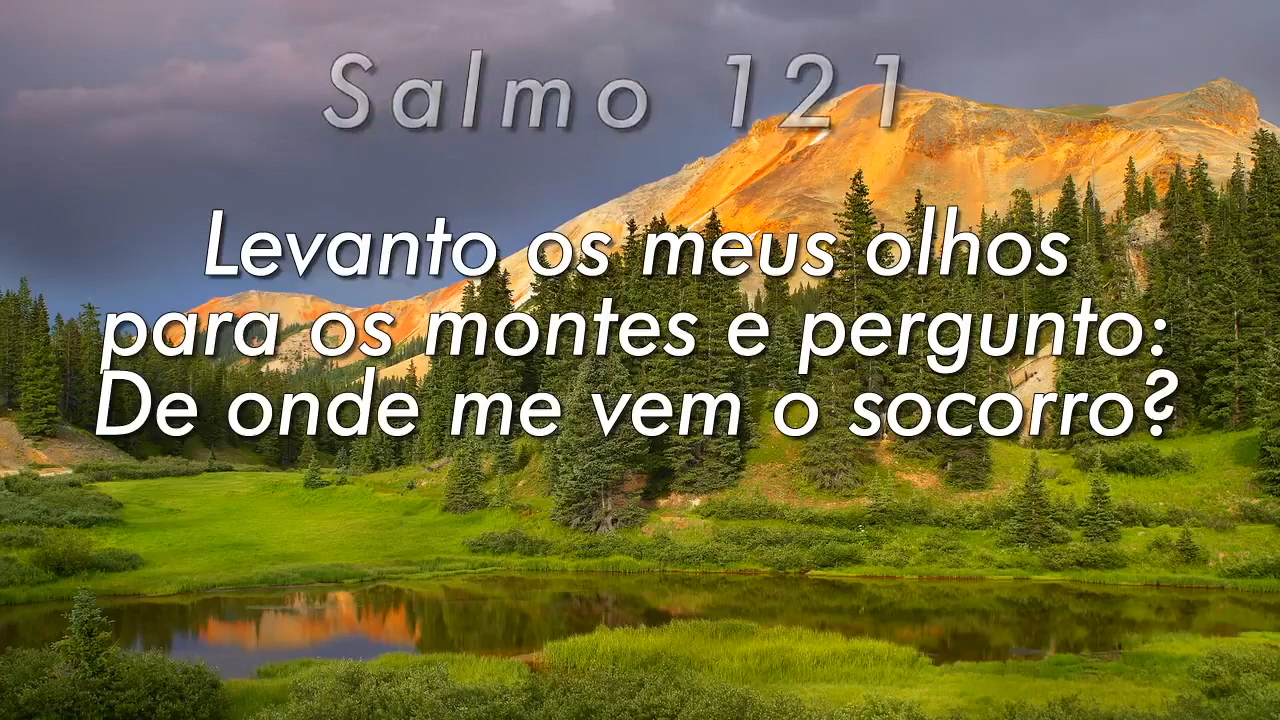 Salmo 121
Levanto os meus olhos
para os montes e pergunto:
De onde me vem o socorro?